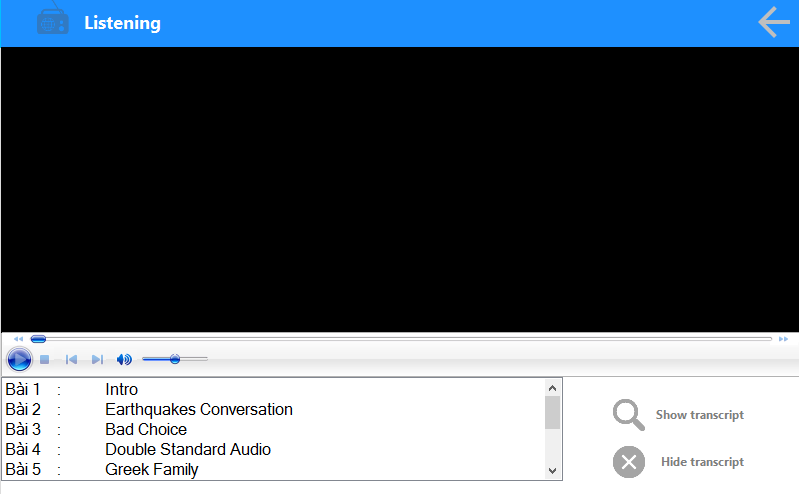 Listening
Bài 1 : Intro
Bài 2 : Earthquakes Conversation
Bài 3 : Bad Choice
Bài 4 : Double Standard Audio
Bài 5 : Greek Family
Show transcript
Hide transcript